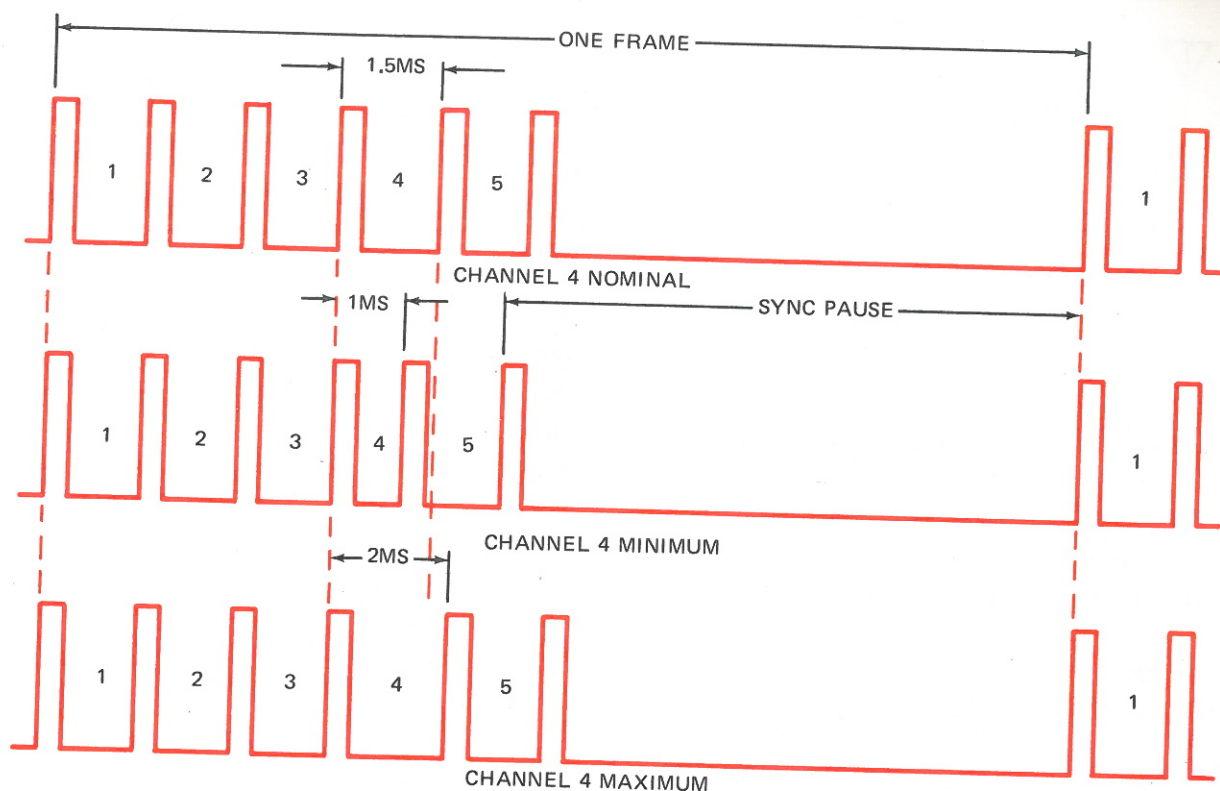 ONE FRAME
1.5MS
1 2 3 4 5 1
CHANNEL 4 NOMINAL
1MS
SYNC PAUSE
1 2 3 4 5 1
CHANNEL 4 MINIMUM
2MS
1 2 3 4 5 1
CHANNEL 4 MAXIMUM